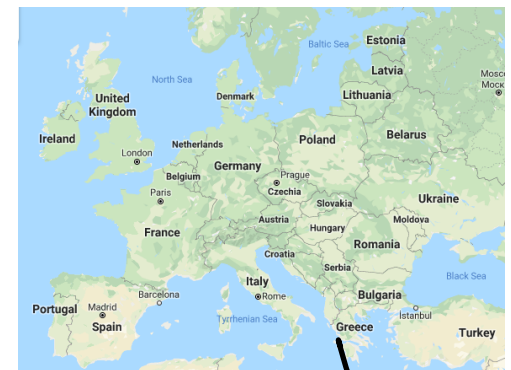 Estonia
Baltic Sea
Latvia
North Sea
Mosc
Моск
United
Kingdom
Denmark
Lithuania
Ireland
Belarus
Poland
Netherlands
London
Germany
Belgium
Prague
Paris
Czechia
Ukraine
Slovakia
Austria
Moldova
Hungary
France
Romania
Croatia
Serbia
Black Sea
Italy
Barcelona
Rome
Bulgaria
Portugal
Madrid
İstanbul
Tyrrhenian Sea
Spain
Greece
Turkey